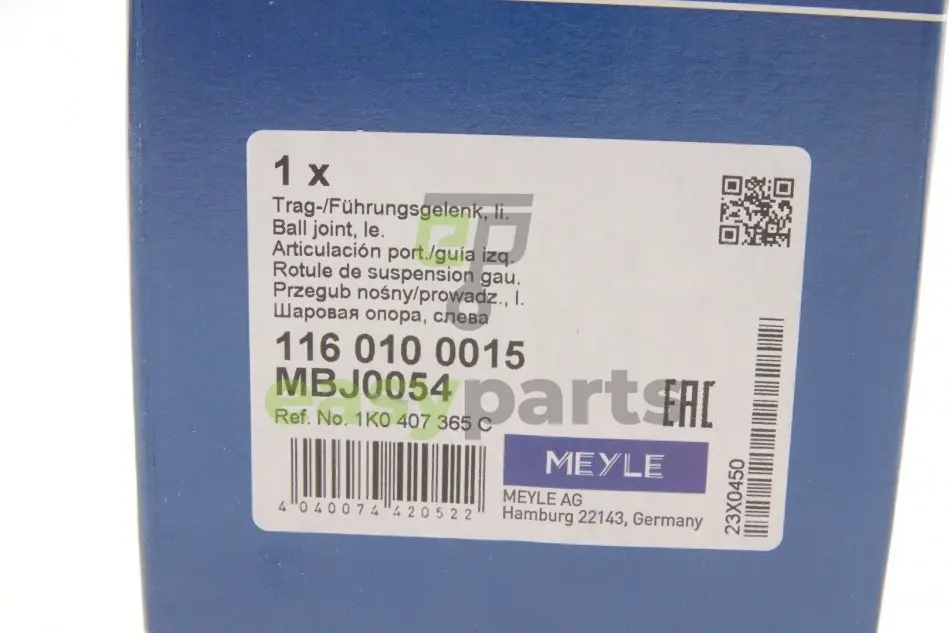 1 x
Trag-/Führungsgelenk, li.
Ball joint, le.
Articulación port./guía izq.
Rotule de suspension gau.
Przegub nośny/prowadz., l.
Шаровая опора, слева
116 010 0015
MBJ0054
easyparts
EAC
Ref. No. 1K0 407 365 C
MEYLE
MEYLE AG
Hamburg 22143, Germany
4 040074 420522
23X0450